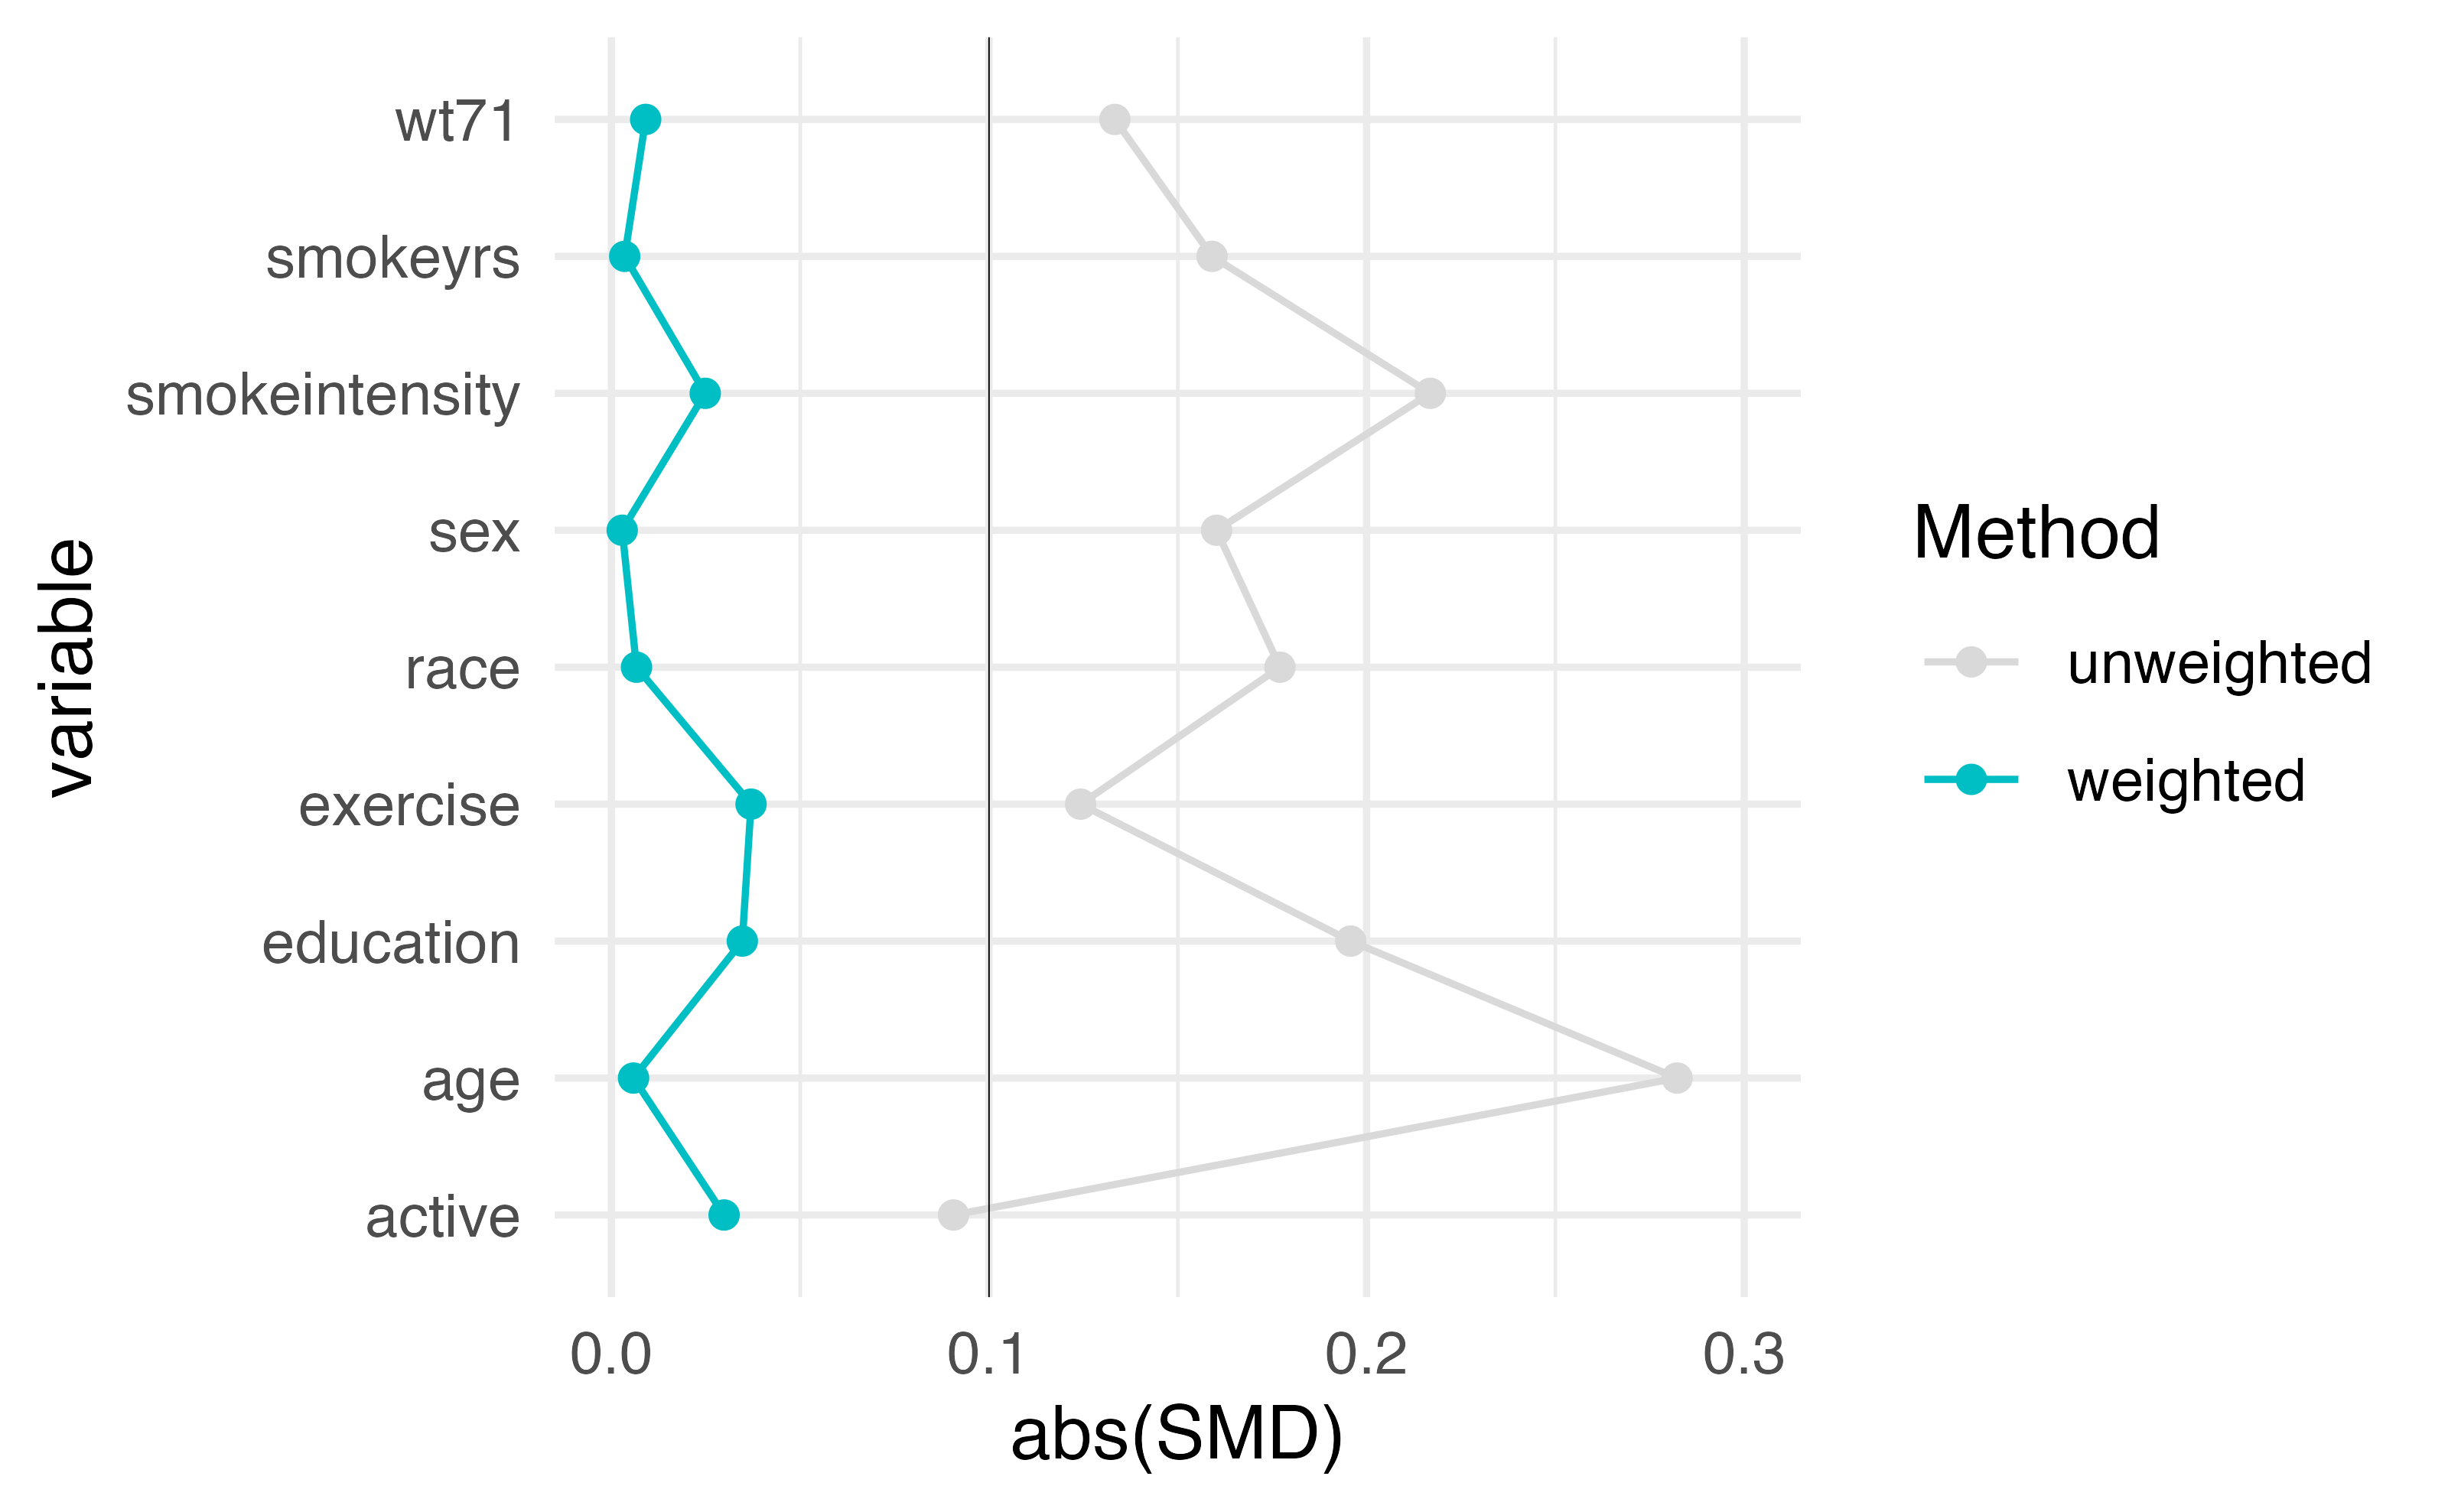 variable
wt71
smokeyrs
smokeintensity
sex
race
exercise
education
age
active
0.0 0.1 0.2 0.3
abs(SMD)
Method
unweighted
weighted